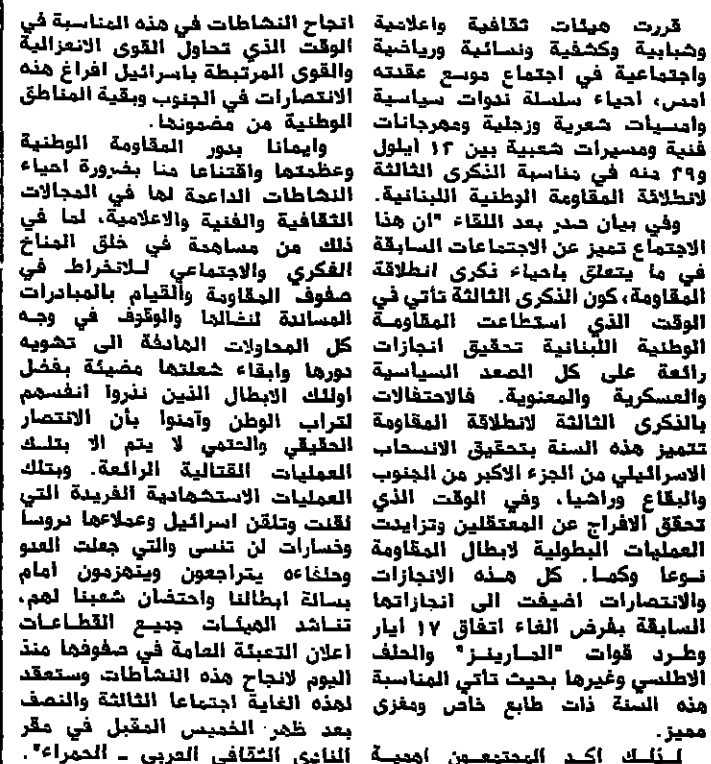 قررت هيئات ثقافية واعلامية
وشبابية وكشفية ونسائية ورياضية
واجتماعية في اجتماع موسع عقدته
امس، احياء سلسلة ندوات سياسية
وامسيات شعرية وزجلية ومهرجانات
فنية ومسيرات شعبية بين ١٢ ايلول
و٢٩ منه في مناسبة الذكرى الثالثة
لانطلاقة المقاومة الوطنية اللبنانية.
وفي بيان صدر بعد اللقاء "ان هذا
الاجتماع تميز عن الاجتماعات السابقة
في ما يتعلق باحياء ذكرى انطلاقة
المقاومة، كون الذكرى الثالثة تأتي في
الوقت الذي استطاعت المقاومة
الوطنية اللبنانية تحقيق انجازات
رائعة على كل الصعد السياسية
والعسكرية والمعنوية. فالاحتفالات
بالذكرى الثالثة لانطلاقة المقاومة
تتميز هذه السنة بتحقيق الانسحاب
الاسرائيلي من الجزء الاكبر من الجنوب
والبقاع وراشيا، وفي الوقت الذي
تحقق الافراج عن المعتقلين وتزايدت
العمليات البطولية لابطال المقاومة
نوعا وكما. كل هذه الانجازات
والانتصارات اضيفت الى انجازاتها
السابقة بفرض الغاء اتفاق ١٧ ايار
وطرد قوات "المارينز" والحلف
الاطلسي وغيرها بحيث تأتي المناسبة
هذه السنة ذات طابع خاص ومغزى
مميز.
لذلك اكد المجتمعون اهمية
انجاح النشاطات في هذه المناسبة في
الوقت الذي تحاول القوى الانعزالية
والقوى المرتبطة باسرائيل افراغ هذه
الانتصارات في الجنوب وبقية المناطق
الوطنية من مضمونها.
وايمانا بدور المقاومة الوطنية
وعظمتها واقتناعا منا بضرورة احياء
النشاطات الداعمة لها في المجالات
الثقافية والفنية والاعلامية، لما في
ذلك من مساهمة في خلق المناخ
الفكري والاجتماعي للانخراط في
صفوف المقاومة والقيام بالمبادرات
المساندة لنضالها والوقوف في وجه
كل المحاولات الهادفة الى تشويه
دورها وابقاء شعلتها مضيئة بفضل
اولئك الابطال الذين نذروا انفسهم
لتراب الوطن وآمنوا بأن الانتصار
الحقيقي والحتمي لا يتم الا بتلك
العمليات القتالية الرائعة. وبتلك
العمليات الاستشهادية الفريدة التي
لقنت وتلقن اسرائيل وعملاءها دروسا
وخسارات لن تنسى والتي جعلت العدو
وحلفاءه يتراجعون وينهزمون امام
بسالة ابطالنا واحتضان شعبنا لهم،
تناشد الهيئات جميع القطاعات
اعلان التعبئة العامة في صفوفها منذ
اليوم لانجاح هذه النشاطات وستعقد
لهذه الغاية اجتماعا الثالثة والنصف
بعد ظهر الخميس المقبل في مقر
النادي الثقافي العربي - الحمراء".